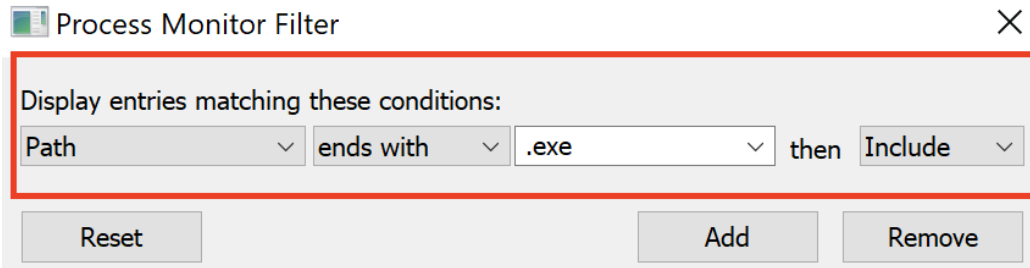 Process Monitor Filter
Display entries matching these conditions:
Path ends with .exe then Include
Reset Add Remove